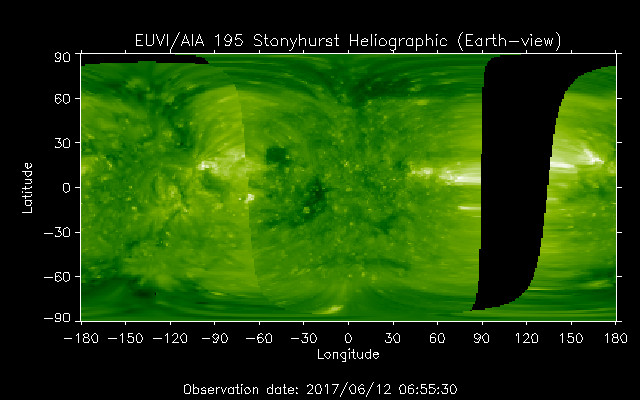 EUVI/AIA 195 Stonyhurst Heliographic (Earth-view)
90
60
30
0
-30
-60
-90
Latitude
-180 -150 -120 -90 -60 -30 0 30 60 90 120 150 180
Longitude
Observation date: 2017/06/12 06:55:30